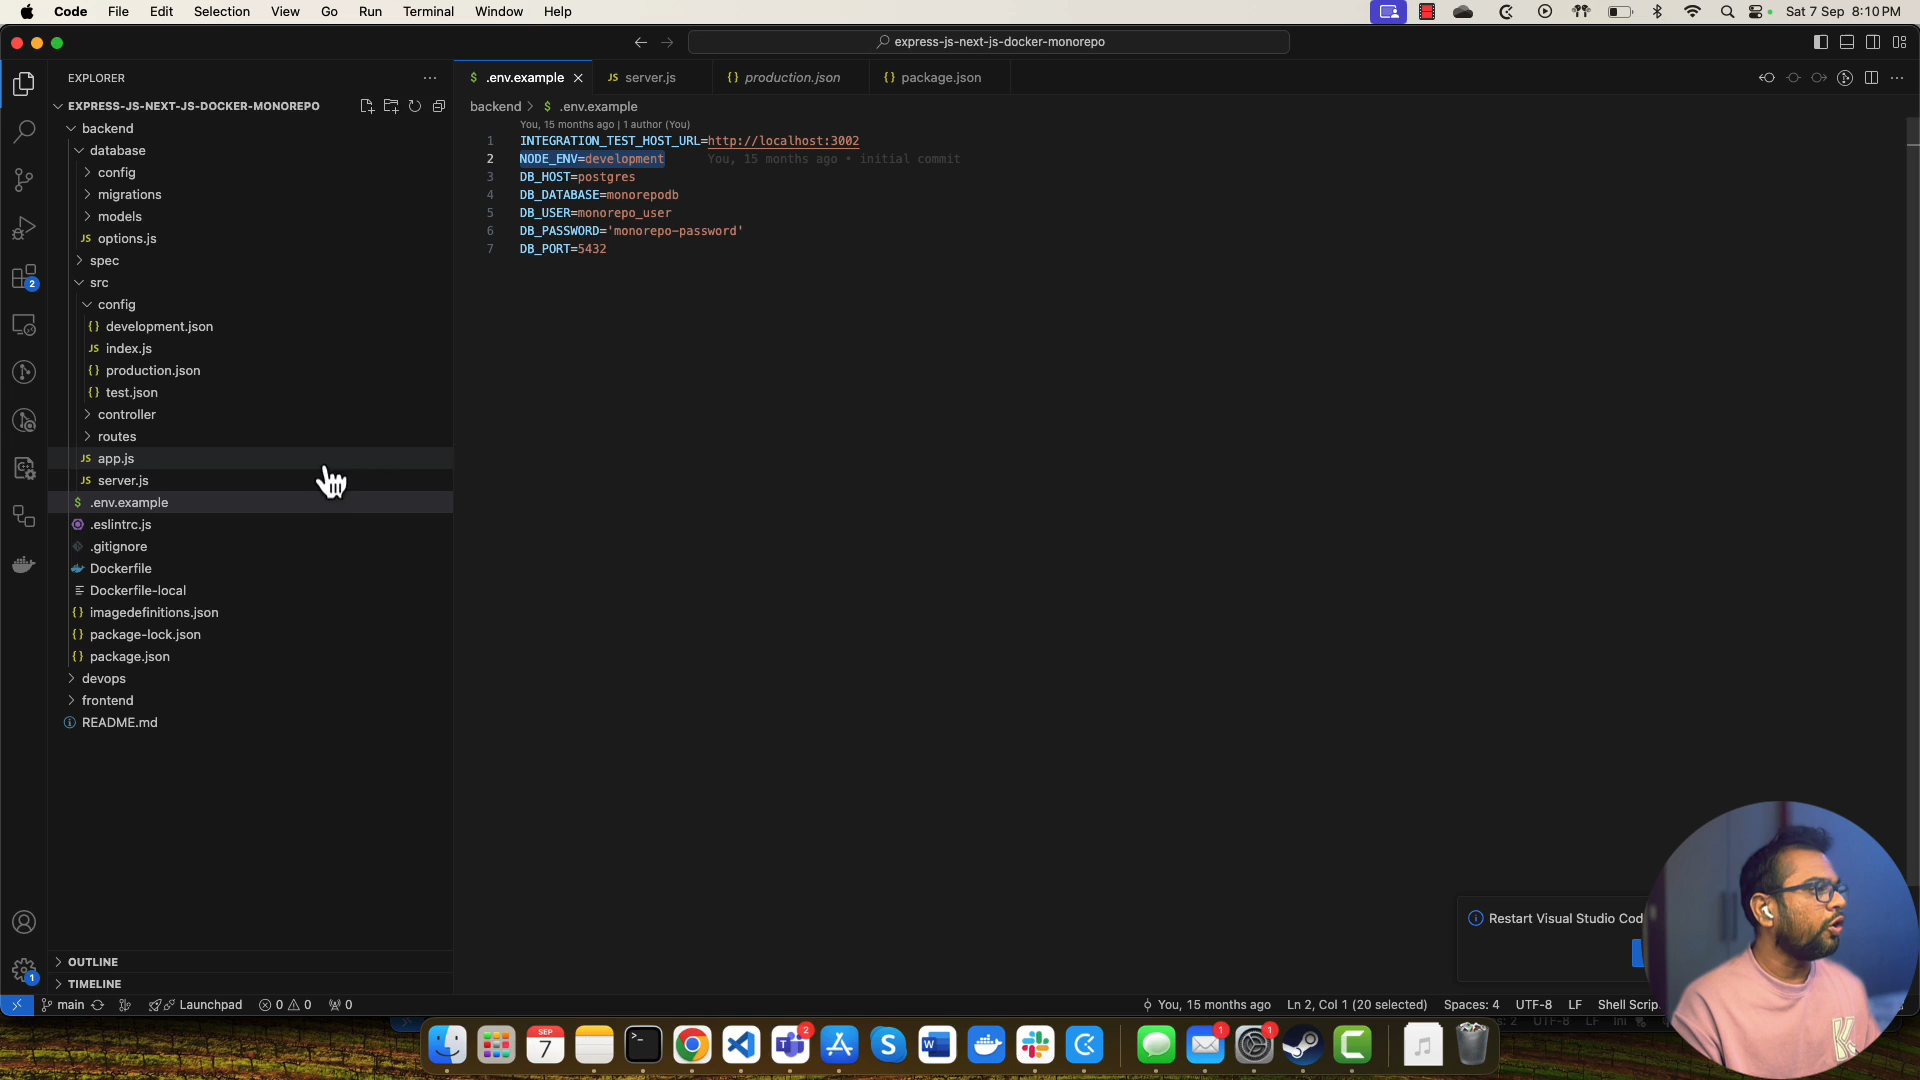 Code File Edit Selection View Go Run Terminal Window Help
Sat 7 Sep 8:10 PM
express-js-next-js-docker-monorepo
EXPLORER
.env.example
server.js
production.json
package.json
EXPRESS-JS-NEXT-JS-DOCKER-MONOREPO
backend
database
config
migrations
models
options.js
spec
src
config
development.json
index.js
production.json
test.json
controller
routes
app.js
server.js
.env.example
.eslintrc.js
.gitignore
Dockerfile
Dockerfile-local
imagedefinitions.json
package-lock.json
package.json
devops
frontend
README.md
OUTLINE
TIMELINE
backend > $ .env.example
You, 15 months ago | 1 author (You)
1 INTEGRATION_TEST_HOST_URL=http://localhost:3002
2 NODE_ENV=development You, 15 months ago • initial commit
3 DB_HOST=postgres
4 DB_DATABASE=monorepodb
5 DB_USER=monorepo_user
6 DB_PASSWORD='monorepo-password'
7 DB_PORT=5432
Restart Visual Studio Cod
main Launchpad 0 0 0
You, 15 months ago Ln 2, Col 1 (20 selected) Spaces: 4 UTF-8 LF Shell Scrip
SEP
7
2
1
1